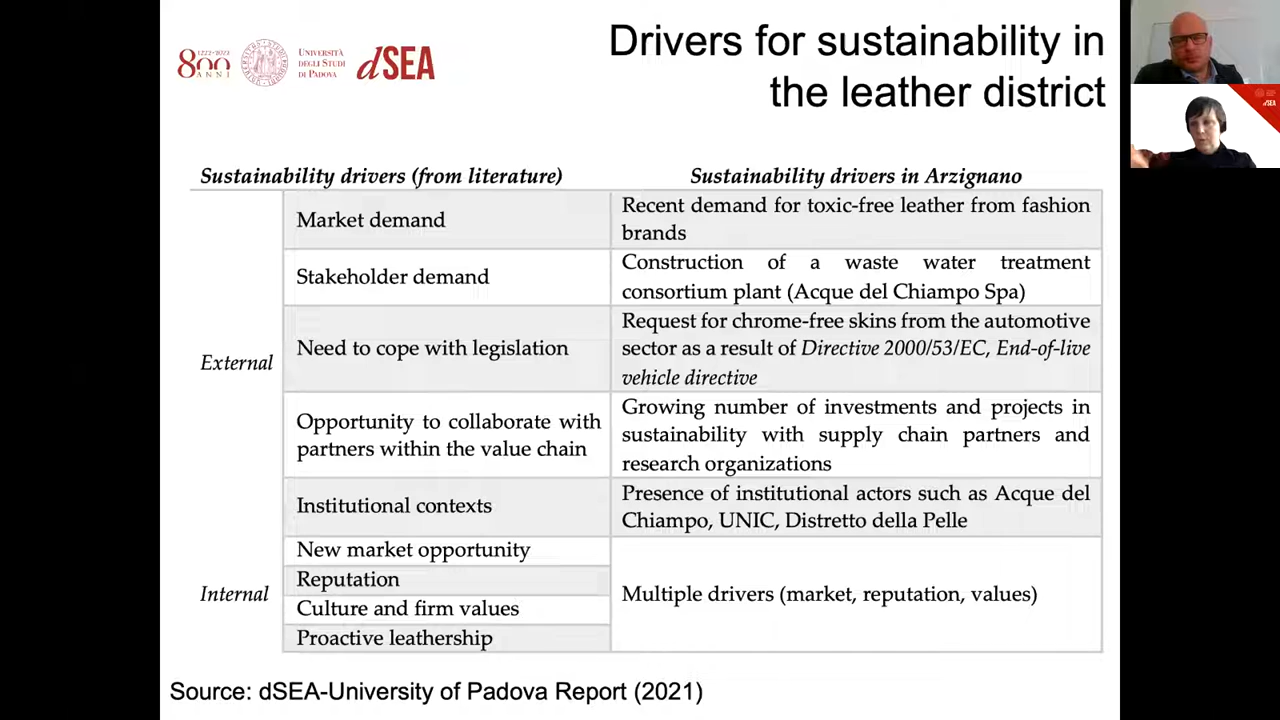 Drivers for sustainability in
the leather district
800
1222·2022
ANNI
UNIVERSITÀ
DEGLI STUDI
DI PADOVA
dSEA
Sustainability drivers (from literature)
Sustainability drivers in Arzignano
External
Market demand
Recent demand for toxic-free leather from fashion
brands
Stakeholder demand
Construction of a waste water treatment
consortium plant (Acque del Chiampo Spa)
Need to cope with legislation
Request for chrome-free skins from the automotive
sector as a result of Directive 2000/53/EC, End-of-live
vehicle directive
Opportunity to collaborate with
partners within the value chain
Growing number of investments and projects in
sustainability with supply chain partners and
research organizations
Institutional contexts
Presence of institutional actors such as Acque del
Chiampo, UNIC, Distretto della Pelle
Internal
New market opportunity
Reputation
Culture and firm values
Proactive leathership
Multiple drivers (market, reputation, values)
Source: dSEA-University of Padova Report (2021)
dSEA